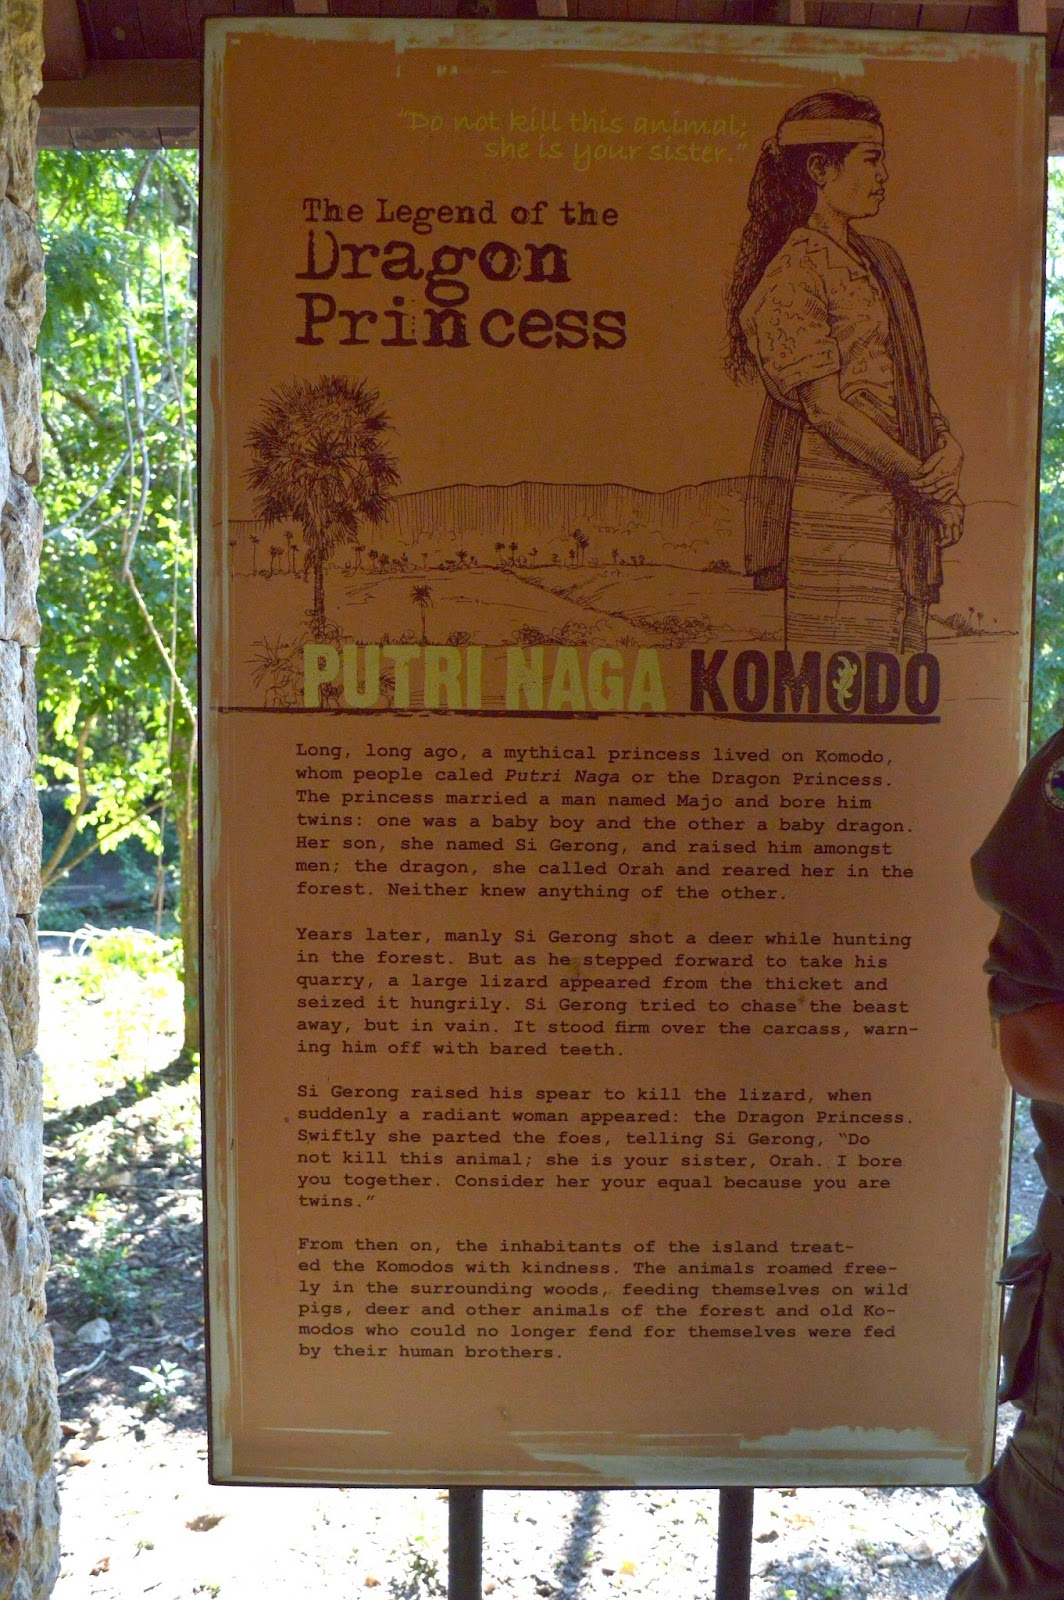 "Do not kill this animal;
she is your sister."
The Legend of the
Dragon
Princess
PUTRI NAGA KOMODO
Long, long ago, a mythical princess lived on Komodo,
whom people caled Putri Naga or the Dragon Princess.
The princess married a man named Majo and bore him
twins: one was a baby boy and the other a baby dragon.
Her son, she named Si Gerong, and raised him amongst
men; the dragon, she called Orah and reared her in the
forest. Neither knew anything of the other.
Years later, manly Si Gerong shot a deer while hunting
in the forest. But as he stepped forward to take his
quarry, a large lizard appeared from the thicket and
seized it hungrily. Si Gerong tried to chase the beast
away, but in vain. It stood firm over the carcass, warn-
ing him off with bared teeth.
Si Gerong raised his spear to kill the lizard, when
suddenly a radiant woman appeared: the Dragon Princess.
Swiftly she parted the foes, telling Si Gerong, "Do
not kill this animal; she is your sister, Orah. I bore
you together. Consider her your equal because you are
twins."
From then on, the inhabitants of the island treat-
ed the Komodos with kindness. The animals roamed free-
ly in the surrounding woods, feeding themselves on wild
pigs, deer and other animals of the forest and old Ko-
modos who could no longer fend for themselves were fed
by their human brothers.